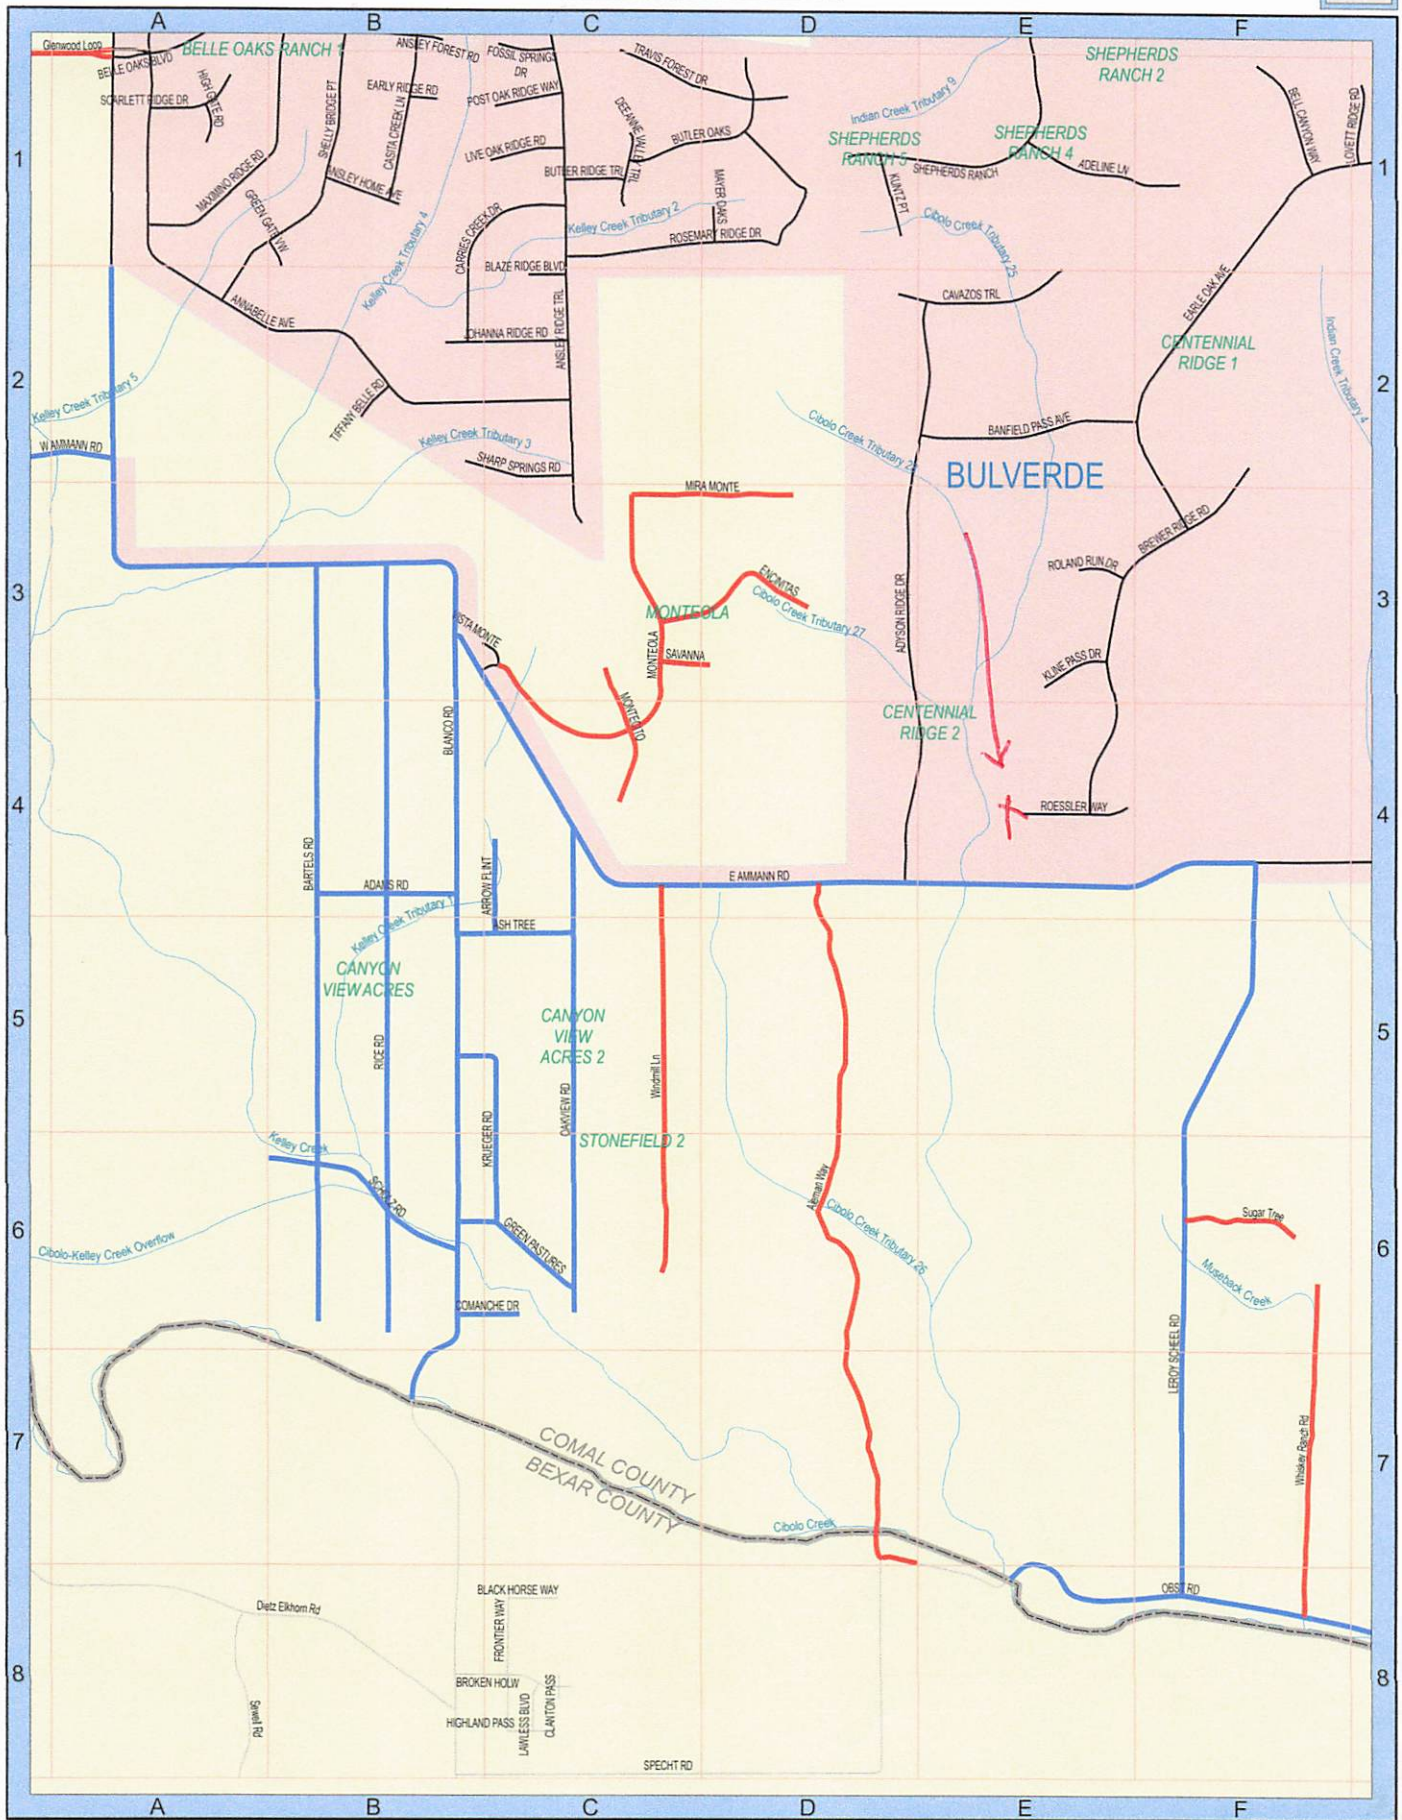 A B C D E F
Glenwood Loop
BELLE OAKS BLVD
BELLE OAKS RANCH 1
ANSLEY FOREST RD
FOSSIL SPRINGS
DR
TRAVIS FOREST DR
SHEPHERDS
RANCH 2
SCARLETT RIDGE DR
HIGH GATE RD
SHELLY BRIDGE PT
EARLY RIDGE RD
CASITA CREEK LN
POST OAK RIDGE WAY
DEEANNE VALLEY TRL
BUTLER OAKS
Indian Creek Tributary 9
BELL CANYON WAY
LOVETT RIDGE RD
1
LIVE OAK RIDGE RD
SHEPHERDS
RANCH 5
SHEPHERDS
RANCH 4
1
MAXIMINO RIDGE RD
ANSLEY HOME AVE
BUTLER RIDGE TRL
MAYER OAKS
SHEPHERDS RANCH
ADELINE LN
KUNTZ PT
GREEN GATE VW
Kelley Creek Tributary 4
CARRIES CREEK DR
Kelley Creek Tributary 2
ROSEMARY RIDGE DR
Cibolo Creek Tributary 25
BLAZE RIDGE BLVD
ANNABELLE AVE
JOHANNA RIDGE RD
ANSLEY RIDGE TRL
CAVAZOS TRL
EARLE OAK AVE
CENTENNIAL
RIDGE 1
Indian Creek Tributary 4
2
2
Kelley Creek Tributary 5
TIFFANY BELLE RD
Kelley Creek Tributary 3
Cibolo Creek Tributary
BANFIELD PASS AVE
W AMMANN RD
SHARP SPRINGS RD
BULVERDE
MIRA MONTE
BREWER RIDGE RD
ROLAND RUN DR
3
ENCINITAS
MONTEOLA
Cibolo Creek Tributary 27
ADYSON RIDGE DR
3
VISTA MONTE
MONTEOLA
SAVANNA
KLINE PASS DR
BLANCO RD
MONTECITO
CENTENNIAL
RIDGE 2
4
ROESSLER WAY
4
BARTELS RD
ADAMS RD
ARROW FLINT
E AMMANN RD
Kelley Creek Tributary 1
ASH TREE
CANYON
VIEW ACRES
5
CANYON
VIEW
ACRES 2
5
RICE RD
KRUEGER RD
OAKVIEW RD
Windmill Ln
STONEFIELD 2
Kelley Creek
SCHULZ RD
Aleman Way
6
GREEN PASTURES
Cibolo Creek Tributary 26
Sugar Tree
6
Cibolo-Kelley Creek Overflow
Museback Creek
COMANCHE DR
LEROY SCHEEL RD
7
COMAL COUNTY
BEXAR COUNTY
Whiskey Ranch Rd
7
Cibolo Creek
BLACK HORSE WAY
OBST RD
Dietz Elkhorn Rd
FRONTIER WAY
8
BROKEN HOLW
8
Sewell Rd
HIGHLAND PASS
LAWLESS BLVD
CLANTON PASS
SPECHT RD
A B C D E F